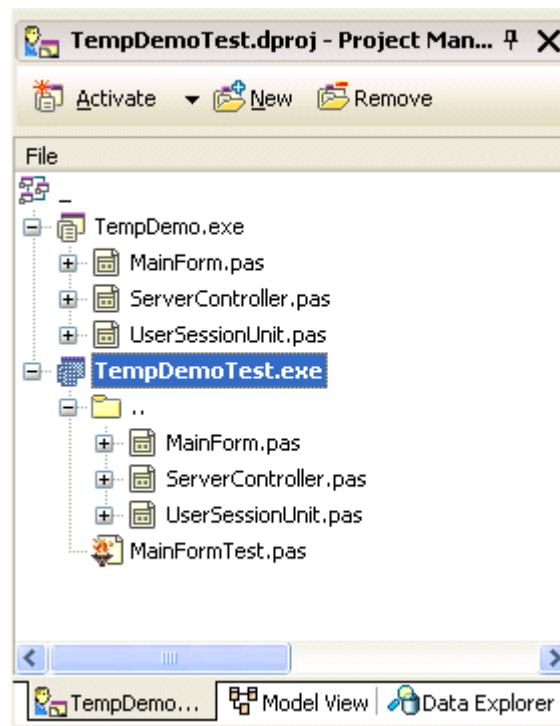 TempDemoTest.dproj - Project Man...
Activate New Remove
File
_
TempDemo.exe
MainForm.pas
ServerController.pas
UserSessionUnit.pas
TempDemoTest.exe
..
MainForm.pas
ServerController.pas
UserSessionUnit.pas
MainFormTest.pas
TempDemo... Model View Data Explorer